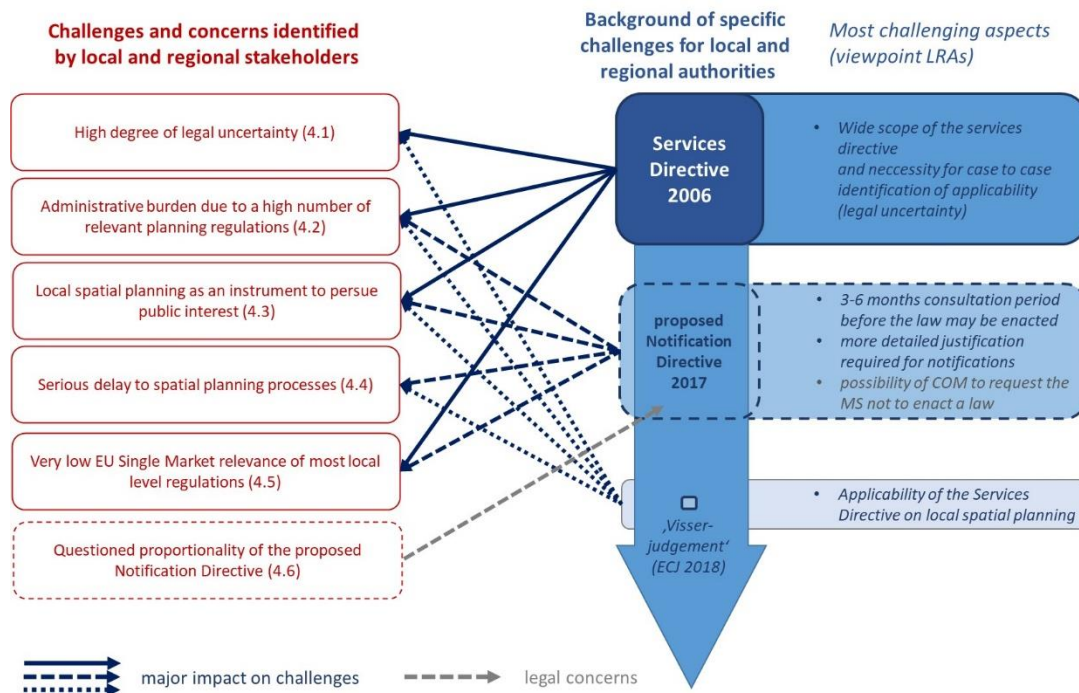 Challenges and concerns identified
by local and regional stakeholders
High degree of legal uncertainty (4.1)
Administrative burden due to a high number of
relevant planning regulations (4.2)
Local spatial planning as an instrument to persue
public interest (4.3)
Serious delay to spatial planning processes (4.4)
Very low EU Single Market relevance of most local
level regulations (4.5)
Questioned proportionality of the proposed
Notification Directive (4.6)
Background of specific
challenges for local and
regional authorities
Services
Directive
2006
proposed
Notification
Directive
2017
‚Visser-
judgement‘
(ECJ 2018)
Most challenging aspects
(viewpoint LRAs)
• Wide scope of the services
directive
and neccessity for case to case
identification of applicability
(legal uncertainty)
• 3-6 months consultation period
before the law may be enacted
• more detailed justification
required for notifications
• possibility of COM to request the
MS not to enact a law
• Applicability of the Services
Directive on local spatial planning
major impact on challenges
legal concerns